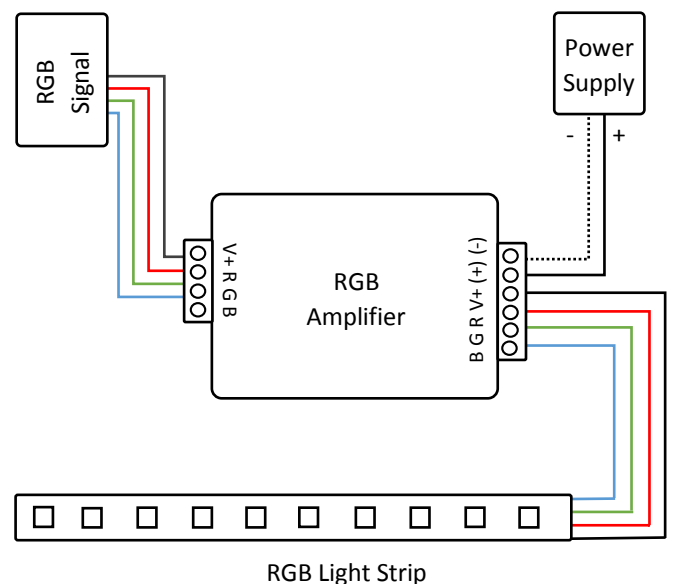 RGB
Signal
Power
Supply
- +
V+ R G B
RGB
Amplifier
B G R V+ (+) (-)
RGB Light Strip